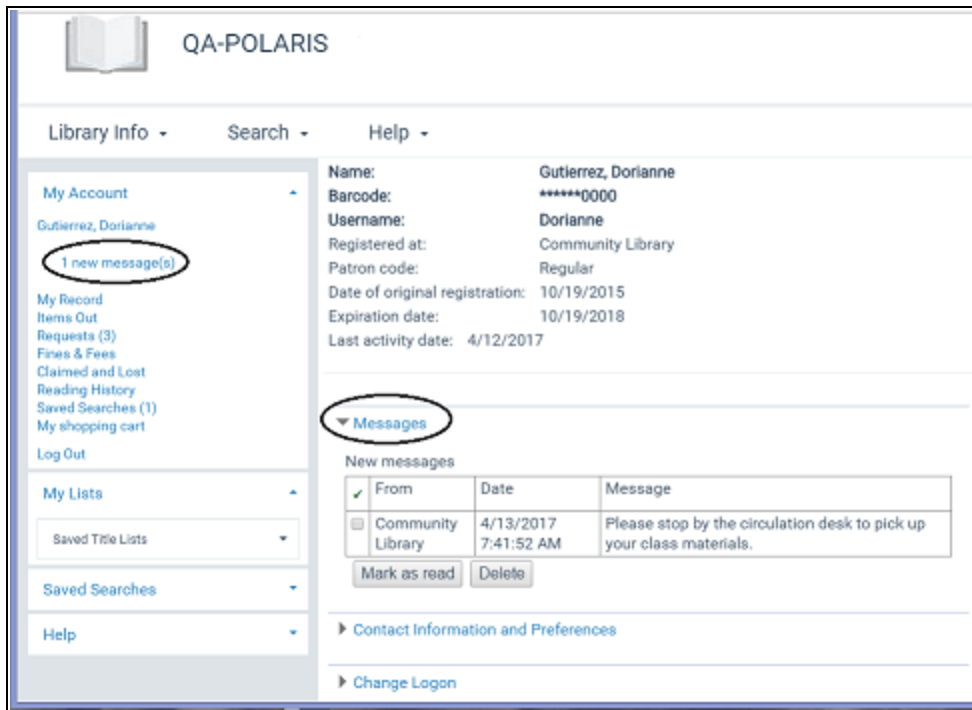 QA-POLARIS
Library Info
Search
Help
My Account
Gutierrez, Dorianne
1 new message(s)
My Record
Items Out
Requests (3)
Fines & Fees
Claimed and Lost
Reading History
Saved Searches (1)
My shopping cart
Log Out
My Lists
Saved Title Lists
Saved Searches
Help
Name: Gutierrez, Dorianne
Barcode: ******0000
Username: Dorianne
Registered at: Community Library
Patron code: Regular
Date of original registration: 10/19/2015
Expiration date: 10/19/2018
Last activity date: 4/12/2017
Messages
New messages
From Date Message
Community Library 4/13/2017 7:41:52 AM Please stop by the circulation desk to pick up
your class materials.
Mark as read Delete
Contact Information and Preferences
Change Logon